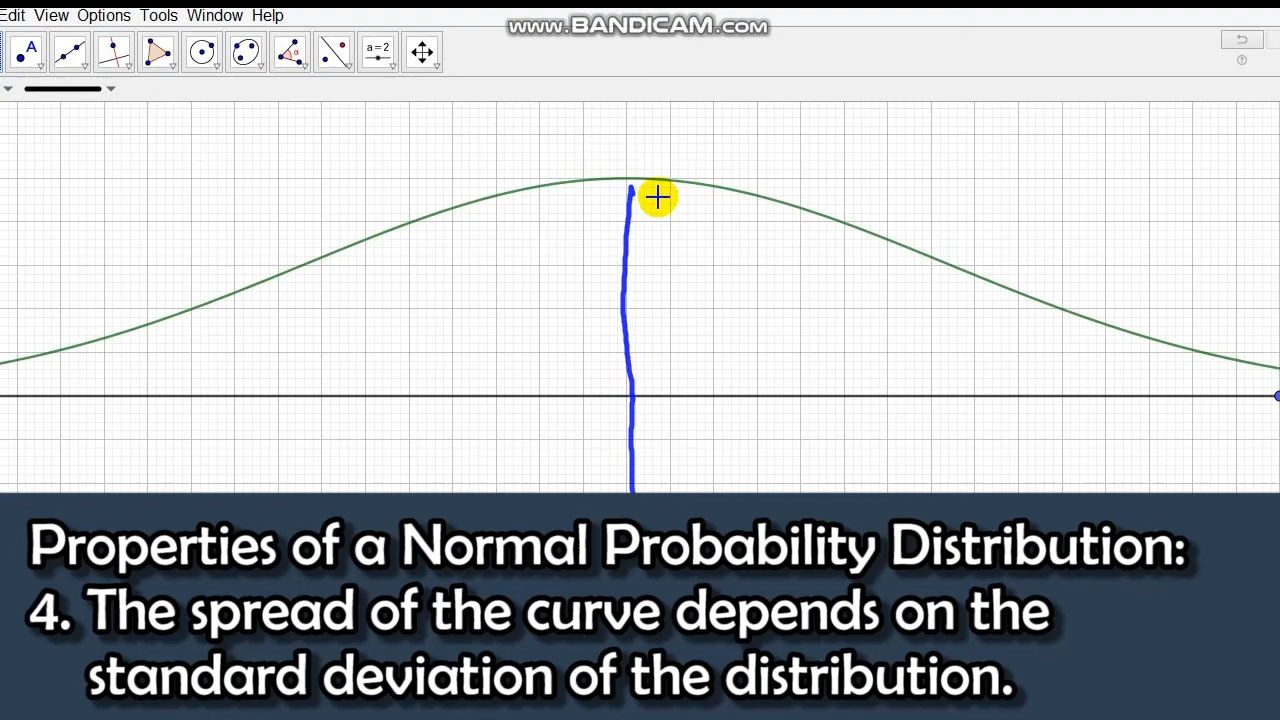 Edit View Options Tools Window Help
www.BANDICAM.com
A
α
a=2
Properties of a Normal Probability Distribution:
4. The spread of the curve depends on the
standard deviation of the distribution.